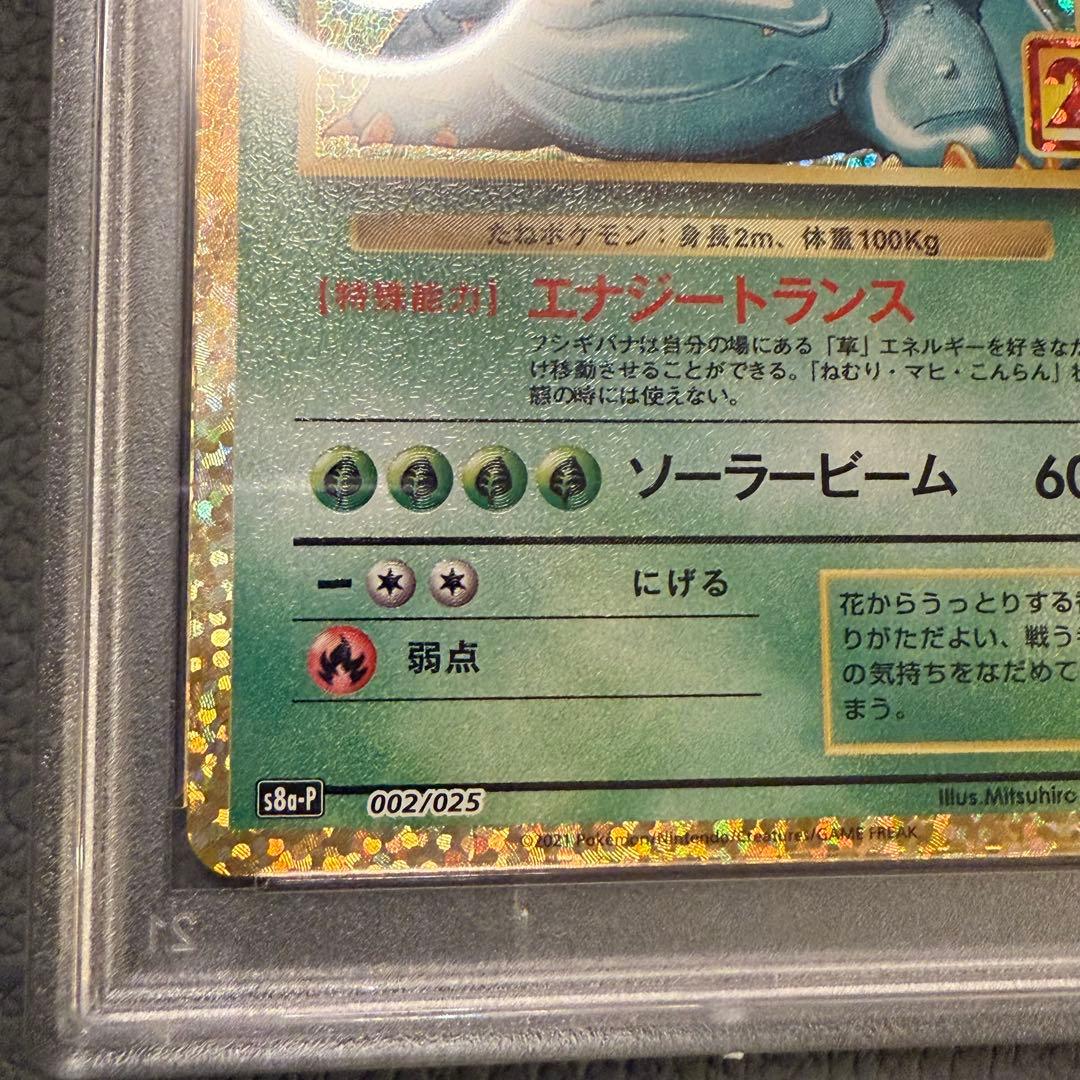 2
たねポケモン：身長2m、体重100Kg
［特殊能力］ エナジートランス
フシギバナは自分の場にある「草」エネルギーを好きなだ
け移動させることができる。「ねむり・マヒ・こんらん」状
態の時には使えない。
ソーラービーム 60
ー にげる
弱点
花からうっとりする
りがただよい、戦う
の気持ちをなだめて
まう。
s8a-P 002/025
Illus.Mitsuhiro
©2021 Pokémon/Nintendo/Creatures/GAME FREAK
21